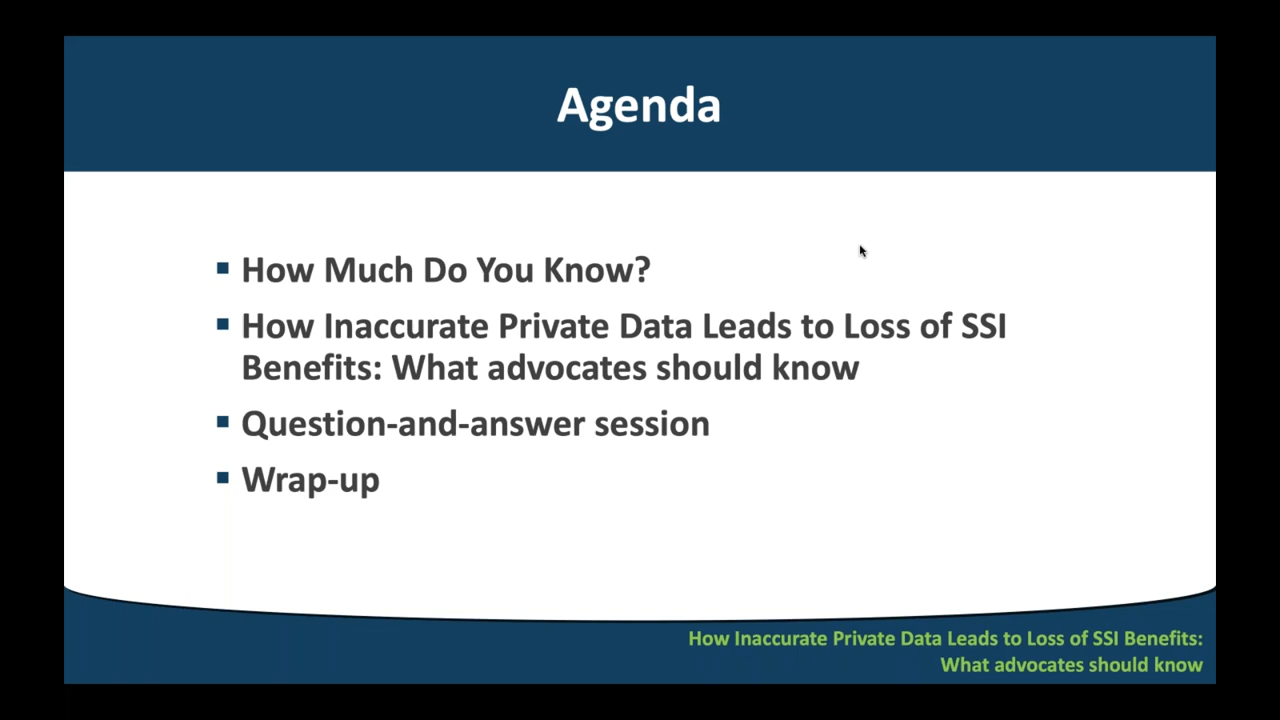 Agenda
How Much Do You Know?
How Inaccurate Private Data Leads to Loss of SSI
Benefits: What advocates should know
Question-and-answer session
Wrap-up
How Inaccurate Private Data Leads to Loss of SSI Benefits:
What advocates should know